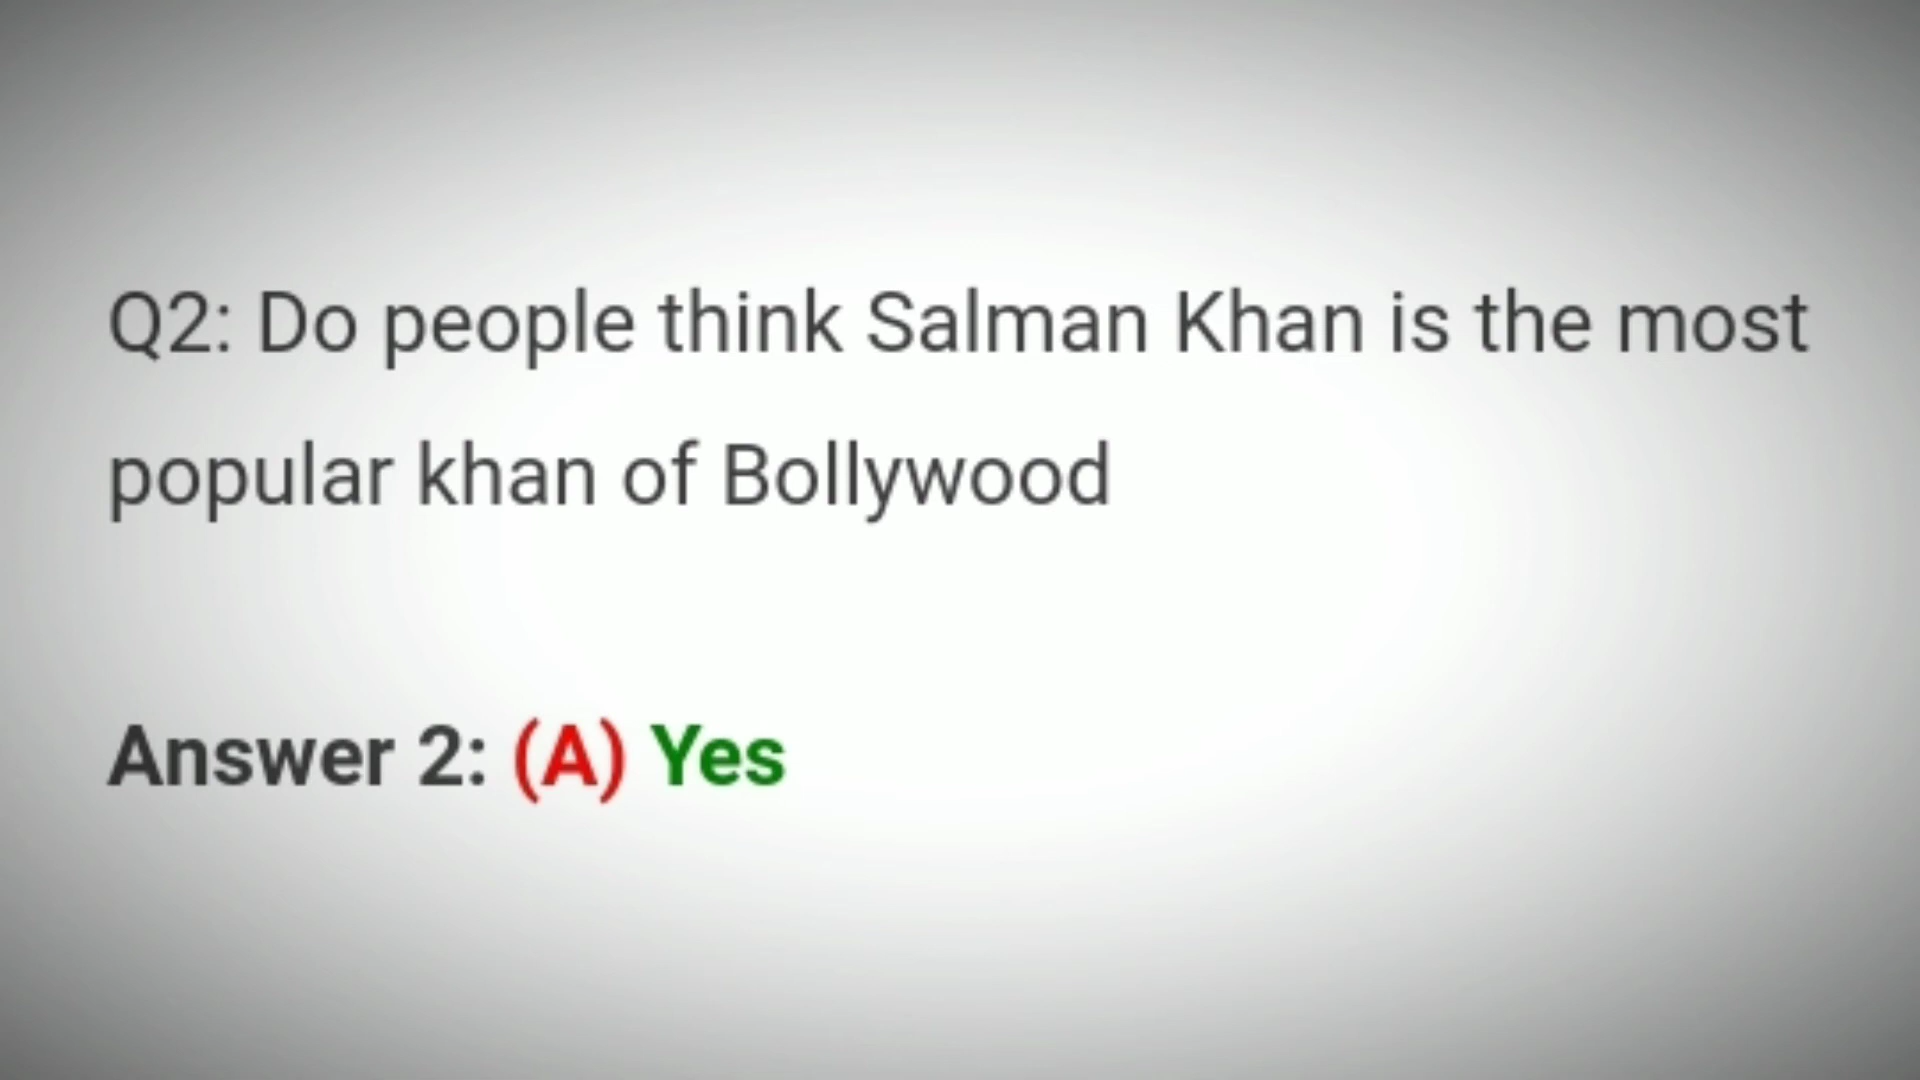 Q2: Do people think Salman Khan is the most
popular khan of Bollywood
Answer 2: (A) Yes